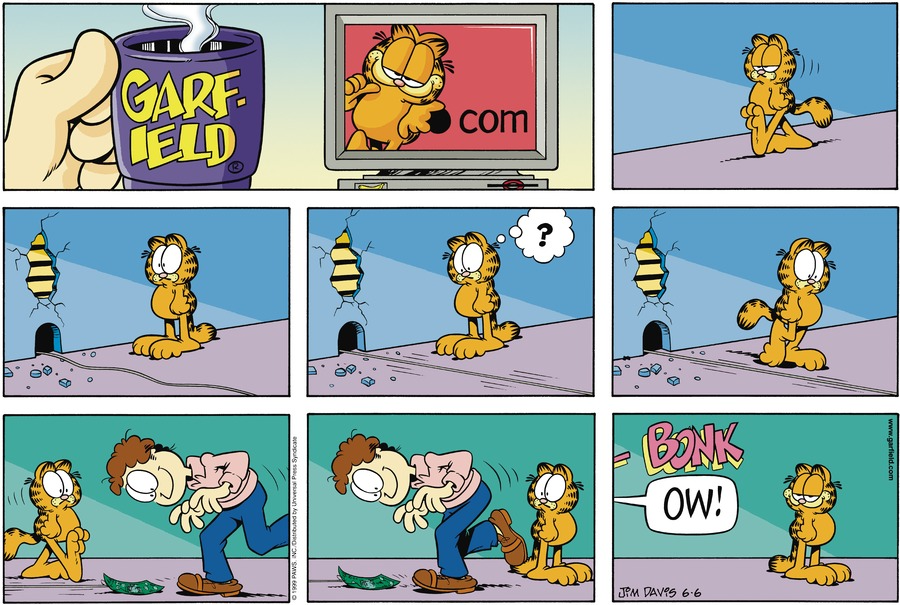 GARF-
IELD
®
.com
?
© 1999 PAWS, INC./Distributed by Universal Press Syndicate
BONK
OW!
JIM DAVIS 6-6
www.garfield.com